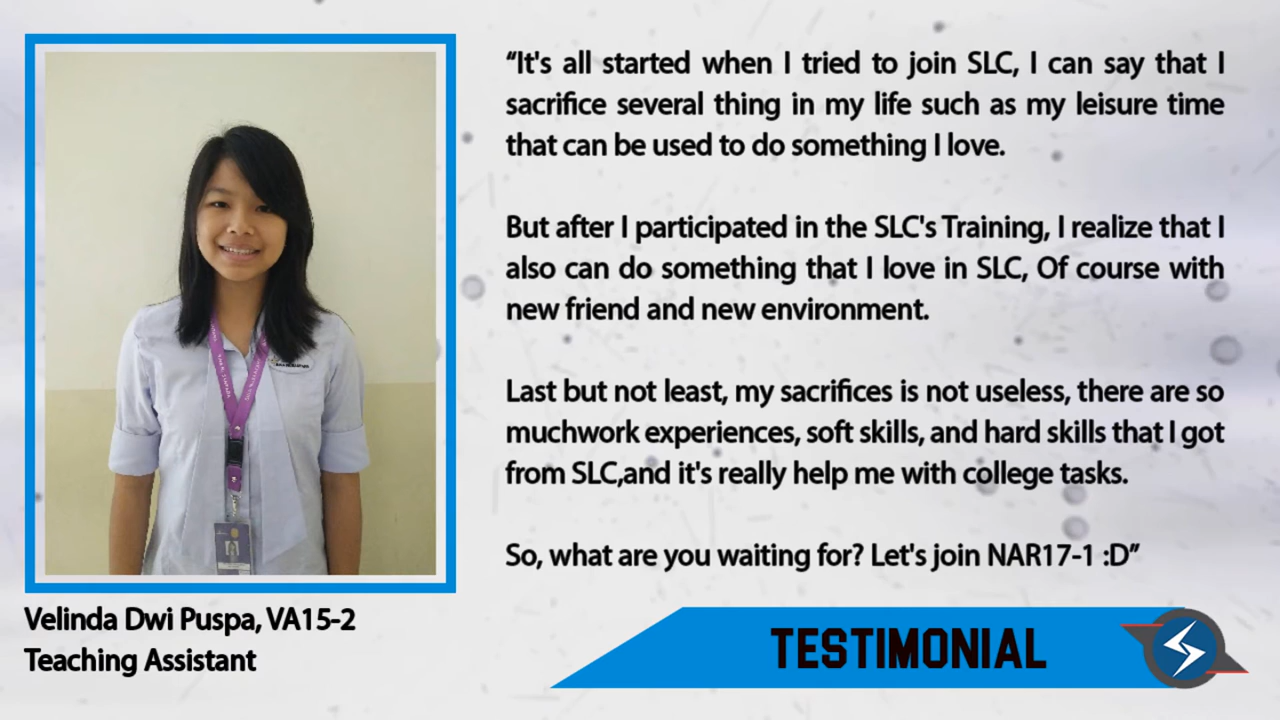 “It's all started when I tried to join SLC, I can say that I
sacrifice several thing in my life such as my leisure time
that can be used to do something I love.
But after I participated in the SLC's Training, I realize that I
also can do something that I love in SLC, Of course with
new friend and new environment.
Last but not least, my sacrifices is not useless, there are so
muchwork experiences, soft skills, and hard skills that I got
from SLC,and it's really help me with college tasks.
So, what are you waiting for? Let's join NAR17-1 :D”
Velinda Dwi Puspa, VA15-2
Teaching Assistant
TESTIMONIAL